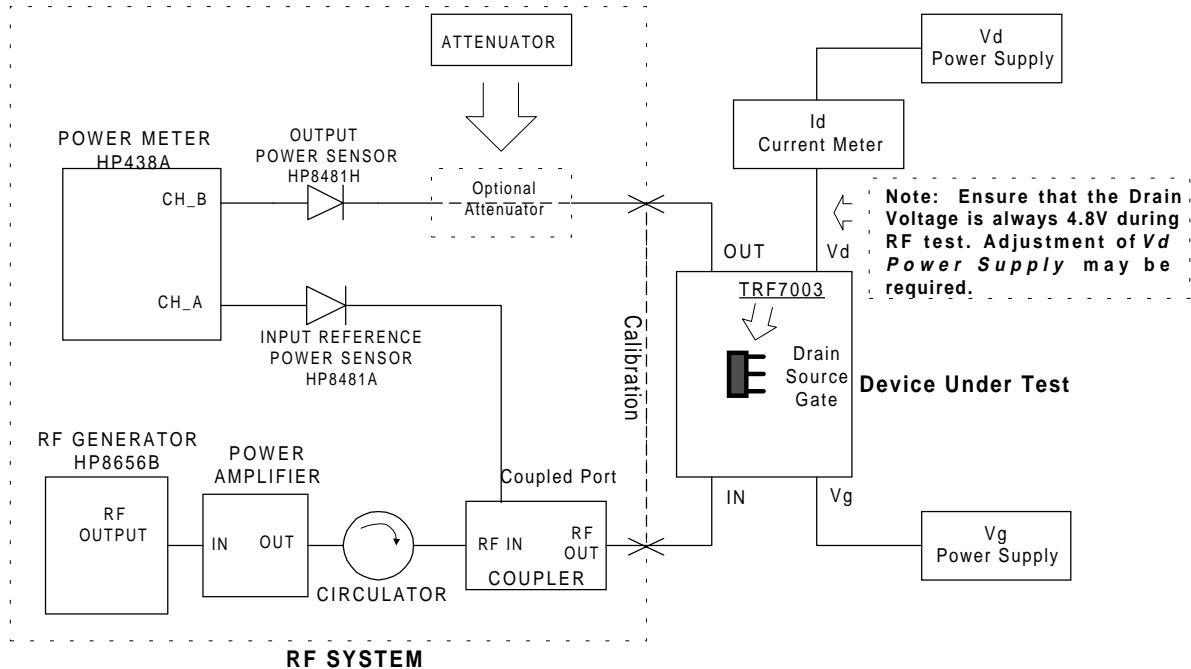 ATTENUATOR
Vd
Power Supply
Id
Current Meter
POWER METER
HP438A
OUTPUT
POWER SENSOR
HP8481H
CH_B
Optional
Attenuator
Note: Ensure that the Drain
Voltage is always 4.8V during
RF test. Adjustment of Vd
Power Supply may be
required.
OUT
Vd
CH_A
TRF7003
INPUT REFERENCE
POWER SENSOR
HP8481A
Calibration
Drain
Source
Gate
Device Under Test
RF GENERATOR
HP8656B
POWER
AMPLIFIER
Coupled Port
IN
Vg
RF
OUTPUT
IN
OUT
RF IN
RF
OUT
COUPLER
CIRCULATOR
Vg
Power Supply
RF SYSTEM